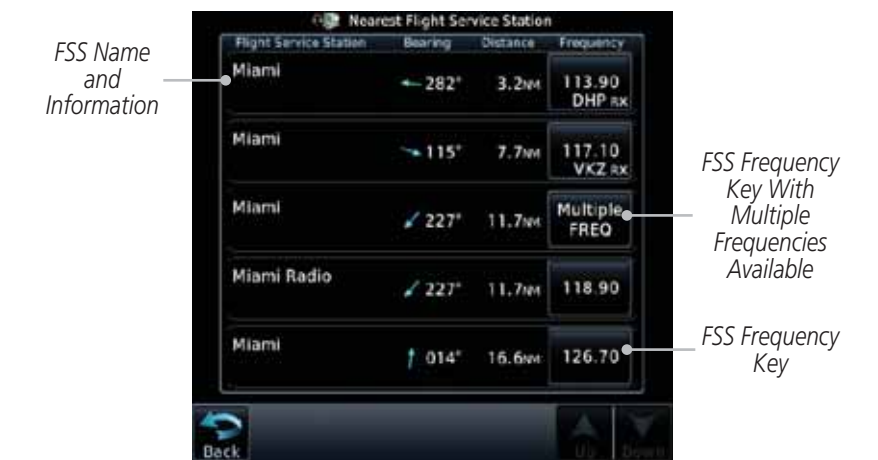 Nearest Flight Service Station
Flight Service Station Bearing Distance Frequency
Miami 282° 3.2NM 113.90
DHP RX
Miami 115° 7.7NM 117.10
VKZ RX
Miami 227° 11.7NM Multiple
FREQ
Miami Radio 227° 11.7NM 118.90
Miami 014° 16.6NM 126.70
Back Up Down
FSS Name
and
Information
FSS Frequency
Key With
Multiple
Frequencies
Available
FSS Frequency
Key